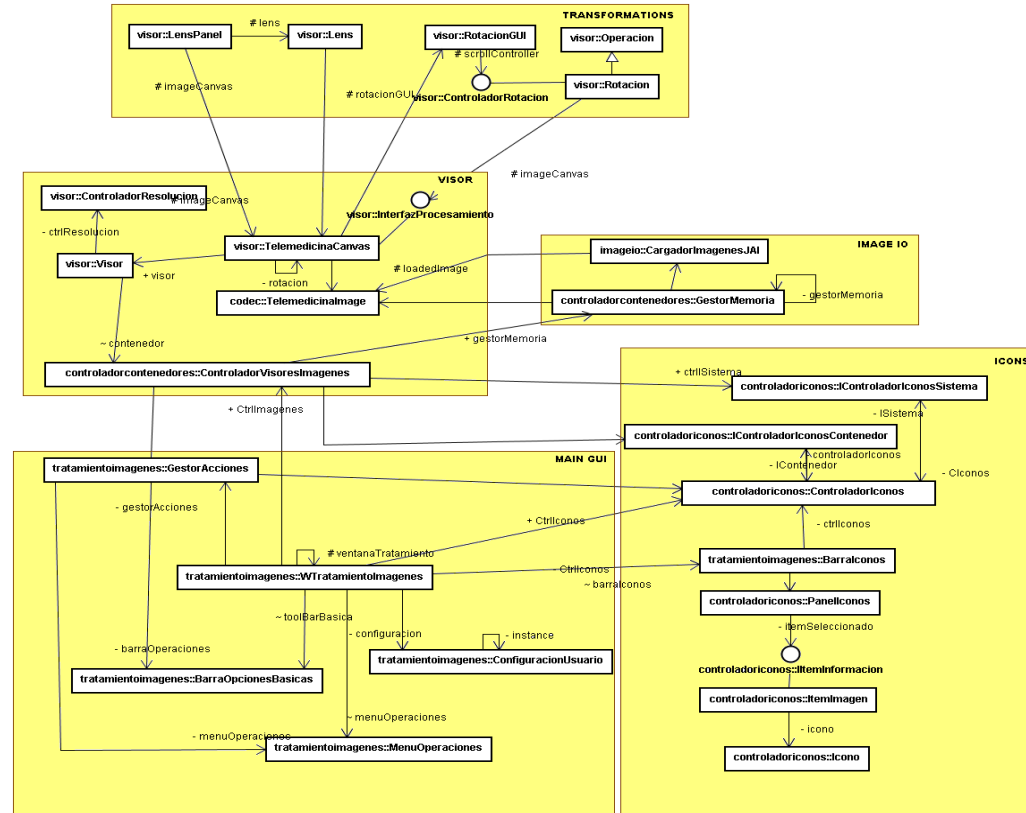 TRANSFORMATIONS
# lens
visor::LensPanel
visor::Lens
visor::RotacionGUI
visor::Operacion
# scrollController
# imageCanvas
# rotacionGUI
visor::ControladorRotacion
visor::Rotacion
VISOR
# imageCanvas
visor::ControladorResolucion
# imageCanvas
visor::InterfazProcesamiento
- ctrlResolucion
visor::TelemedicinaCanvas
IMAGE IO
imageio::CargadorImagenesJAI
visor::Visor
+ visor
- rotacion
# loadedImage
codec::TelemedicinaImage
controladorcontenedores::GestorMemoria
- gestorMemoria
~ contenedor
+ gestorMemoria
ICONS
controladorcontenedores::ControladorVisoresImagenes
+ ctrlISistema
controladoriconos::IControladorIconosSistema
+ CtrlImagenes
- ISistema
controladoriconos::IControladorIconosContenedor
~ controladorIconos
MAIN GUI
tratamientoimagenes::GestorAcciones
- IContenedor
- CIconos
controladoriconos::ControladorIconos
- gestorAcciones
+ CtrlIconos
- ctrlIconos
# ventanaTratamiento
tratamientoimagenes::WTratamientoImagenes
- CtrlIconos
~ barraIconos
tratamientoimagenes::BarraIconos
controladoriconos::PanelIconos
~ toolBarBasica
- configuracion
- instance
- itemSeleccionado
- barraOperaciones
tratamientoimagenes::ConfiguracionUsuario
controladoriconos::IItemInformacion
tratamientoimagenes::BarraOpcionesBasicas
controladoriconos::ItemImagen
~ menuOperaciones
- menuOperaciones
- icono
tratamientoimagenes::MenuOperaciones
controladoriconos::Icono